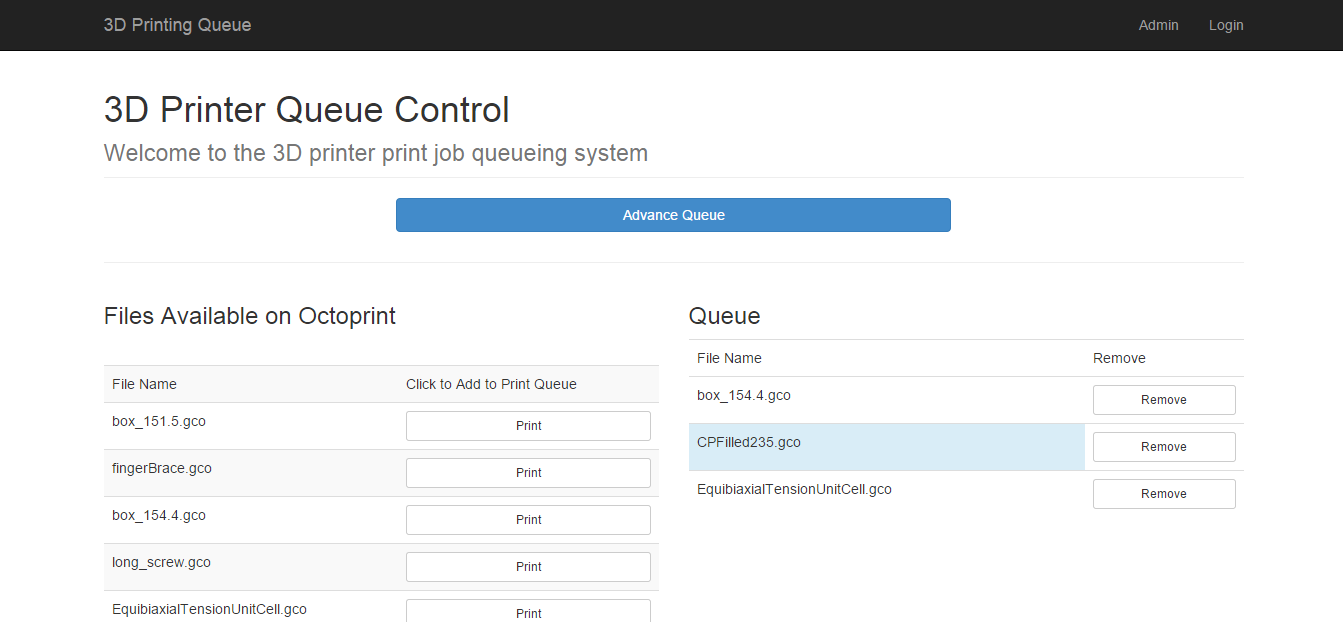 3D Printing Queue Admin Login
3D Printer Queue Control
Welcome to the 3D printer print job queueing system
Advance Queue
Files Available on Octoprint
File Name Click to Add to Print Queue
box_151.5.gco Print
fingerBrace.gco Print
box_154.4.gco Print
long_screw.gco Print
EquibiaxialTensionUnitCell.gco Print
Queue
File Name Remove
box_154.4.gco Remove
CPFilled235.gco Remove
EquibiaxialTensionUnitCell.gco Remove